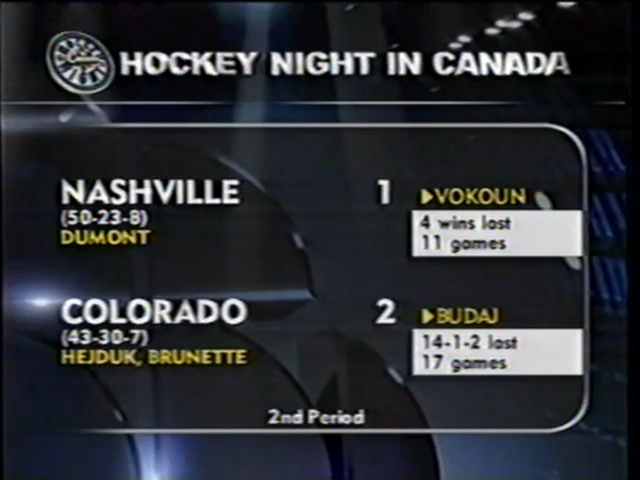 HOCKEY NIGHT IN CANADA
NASHVILLE 1 ▶VOKOUN
(50-23-8) 4 wins last
DUMONT 11 games
COLORADO 2 ▶BUDAJ
(43-30-7) 14-1-2 last
HEJDUK, BRUNETTE 17 games
2nd Period